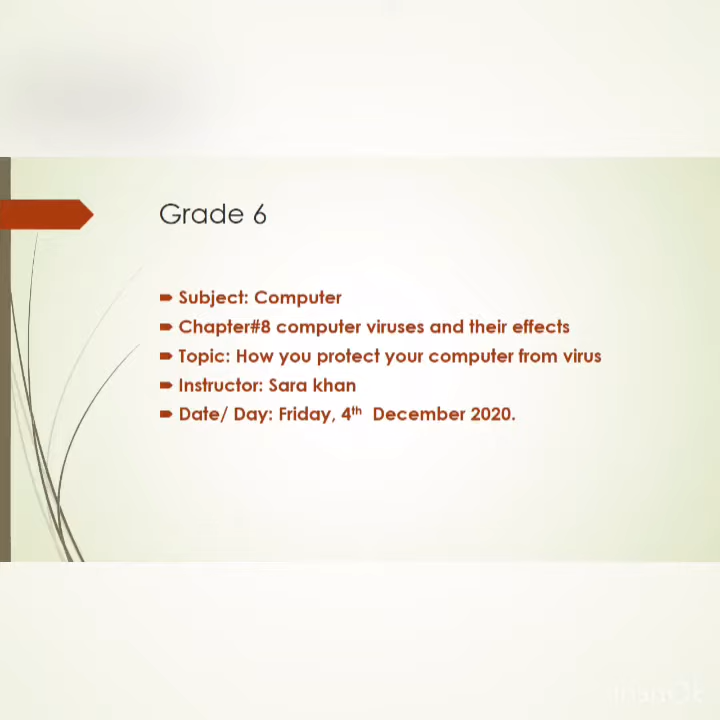 Grade 6
Subject: Computer
Chapter#8 computer viruses and their effects
Topic: How you protect your computer from virus
Instructor: Sara khan
Date/ Day: Friday, 4th  December 2020.